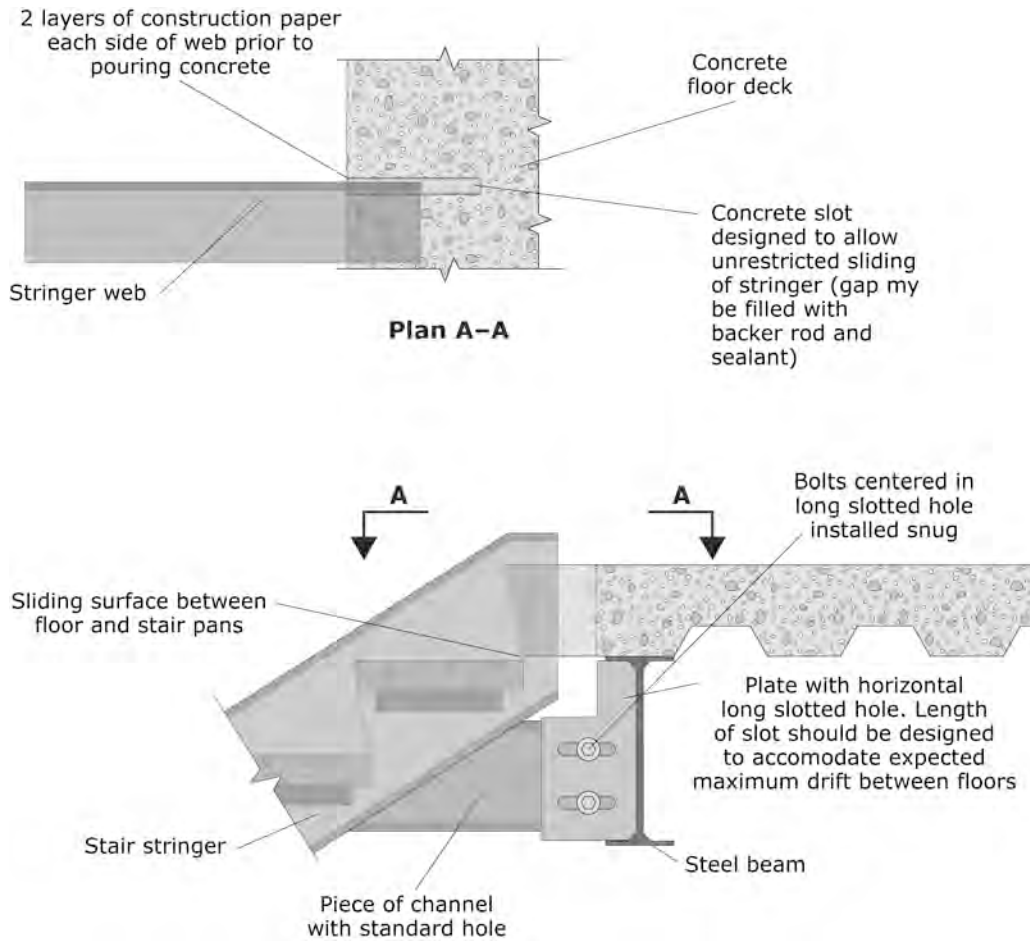 2 layers of construction paper
each side of web prior to
pouring concrete
Concrete
floor deck
Stringer web
Concrete slot
designed to allow
unrestricted sliding
of stringer (gap my
be filled with
backer rod and
sealant)
Plan A–A
A
A
Bolts centered in
long slotted hole
installed snug
Sliding surface between
floor and stair pans
Plate with horizontal
long slotted hole. Length
of slot should be designed
to accomodate expected
maximum drift between floors
Stair stringer
Steel beam
Piece of channel
with standard hole